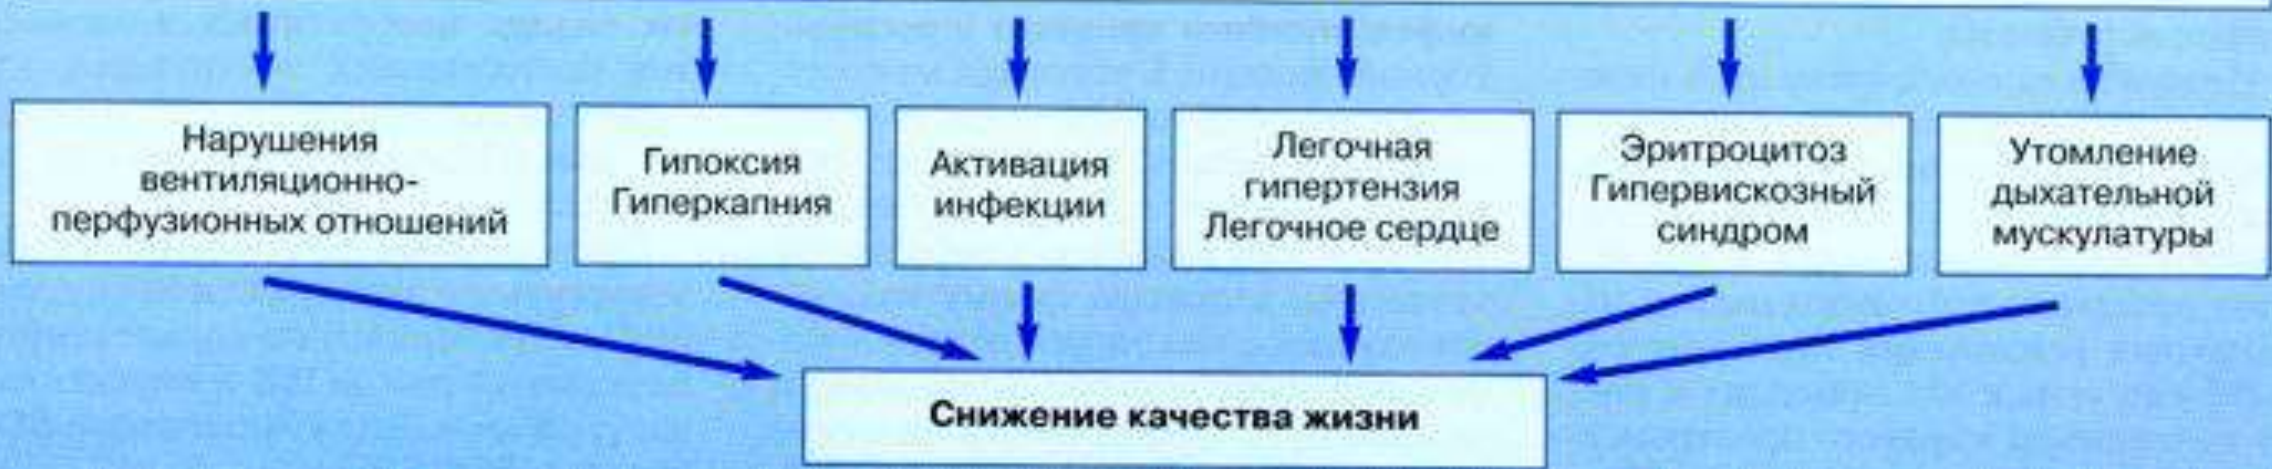 Нарушения
вентиляционно-
перфузионных отношений
Гипоксия
Гиперкапния
Активация
инфекции
Легочная
гипертензия
Легочное сердце
Эритроцитоз
Гипервискозный
синдром
Утомление
дыхательной
мускулатуры
Снижение качества жизни